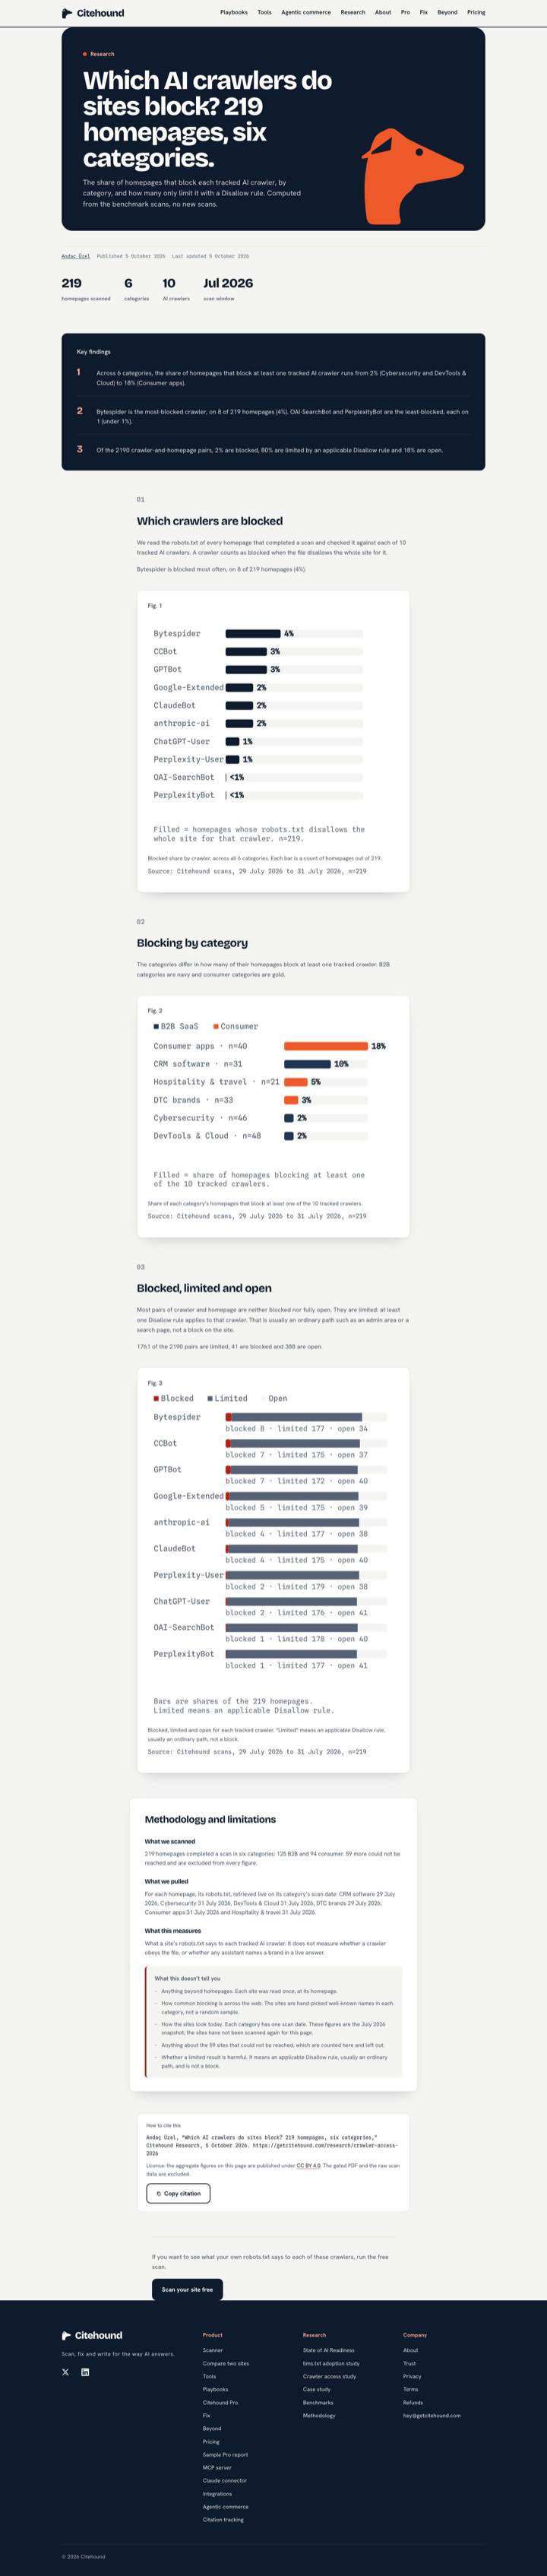 Citehound
Playbooks Tools Agentic commerce Research About Pro Fix Beyond Pricing
Research
Which AI crawlers do
sites block? 219
homepages, six
categories.
The share of homepages that block each tracked AI crawler, by
category, and how many only limit it with a Disallow rule. Computed
from the benchmark scans, no new scans.
Andaç Üzel Published 5 October 2026 Last updated 5 October 2026
219 6 10 Jul 2026
homepages scanned categories AI crawlers scan window
Key findings
1 Across 6 categories, the share of homepages that block at least one tracked AI crawler runs from 2% (Cybersecurity and DevTools &
Cloud) to 18% (Consumer apps).
2 Bytespider is the most-blocked crawler, on 8 of 219 homepages (4%). OAI-SearchBot and PerplexityBot are the least-blocked, each on
1 (under 1%).
3 Of the 2190 crawler-and-homepage pairs, 2% are blocked, 80% are limited by an applicable Disallow rule and 18% are open.
01
Which crawlers are blocked
We read the robots.txt of every homepage that completed a scan and checked it against each of 10
tracked AI crawlers. A crawler counts as blocked when the file disallows the whole site for it.
Bytespider is blocked most often, on 8 of 219 homepages (4%).
Fig. 1
Bytespider 4%
CCBot 3%
GPTBot 3%
Google-Extended 2%
ClaudeBot 2%
anthropic-ai 2%
ChatGPT-User 1%
Perplexity-User 1%
OAI-SearchBot <1%
PerplexityBot <1%
Filled = homepages whose robots.txt disallows the
whole site for that crawler. n=219.
Blocked share by crawler, across all 6 categories. Each bar is a count of homepages out of 219.
Source: Citehound scans, 29 July 2026 to 31 July 2026, n=219
02
Blocking by category
The categories differ in how many of their homepages block at least one tracked crawler. B2B
categories are navy and consumer categories are gold.
Fig. 2
B2B SaaS Consumer
Consumer apps · n=40 18%
CRM software · n=31 10%
Hospitality & travel · n=21 5%
DTC brands · n=33 3%
Cybersecurity · n=46 2%
DevTools & Cloud · n=48 2%
Filled = share of homepages blocking at least one
of the 10 tracked crawlers.
Share of each category's homepages that block at least one of the 10 tracked crawlers.
Source: Citehound scans, 29 July 2026 to 31 July 2026, n=219
03
Blocked, limited and open
Most pairs of crawler and homepage are neither blocked nor fully open. They are limited: at least
one Disallow rule applies to that crawler. That is usually an ordinary path such as an admin area or a
search page, not a block on the site.
1761 of the 2190 pairs are limited, 41 are blocked and 388 are open.
Fig. 3
Blocked Limited Open
Bytespider
blocked 8 · limited 177 · open 34
CCBot
blocked 7 · limited 175 · open 37
GPTBot
blocked 7 · limited 172 · open 40
Google-Extended
blocked 5 · limited 175 · open 39
anthropic-ai
blocked 4 · limited 177 · open 38
ClaudeBot
blocked 4 · limited 175 · open 40
Perplexity-User
blocked 2 · limited 179 · open 38
ChatGPT-User
blocked 2 · limited 176 · open 41
OAI-SearchBot
blocked 1 · limited 178 · open 40
PerplexityBot
blocked 1 · limited 177 · open 41
Bars are shares of the 219 homepages.
Limited means an applicable Disallow rule.
Blocked, limited and open for each tracked crawler. "Limited" means an applicable Disallow rule,
usually an ordinary path, not a block.
Source: Citehound scans, 29 July 2026 to 31 July 2026, n=219
Methodology and limitations
What we scanned
219 homepages completed a scan in six categories: 125 B2B and 94 consumer. 59 more could not be
reached and are excluded from every figure.
What we pulled
For each homepage, its robots.txt, retrieved live on its category's scan date: CRM software 29 July
2026, Cybersecurity 31 July 2026, DevTools & Cloud 31 July 2026, DTC brands 29 July 2026,
Consumer apps 31 July 2026 and Hospitality & travel 31 July 2026.
What this measures
What a site's robots.txt says to each tracked AI crawler. It does not measure whether a crawler
obeys the file, or whether any assistant names a brand in a live answer.
What this doesn't tell you
- Anything beyond homepages. Each site was read once, at its homepage.
- How common blocking is across the web. The sites are hand-picked well-known names in each
category, not a random sample.
- How the sites look today. Each category has one scan date. These figures are the July 2026
snapshot; the sites have not been scanned again for this page.
- Anything about the 59 sites that could not be reached, which are counted here and left out.
- Whether a limited result is harmful. It means an applicable Disallow rule, usually an ordinary
path, and is not a block.
How to cite this
Andaç Üzel, "Which AI crawlers do sites block? 219 homepages, six categories,"
Citehound Research, 5 October 2026. https://getcitehound.com/research/crawler-access-
2026
License: the aggregate figures on this page are published under CC BY 4.0. The gated PDF and the raw scan
data are excluded.
Copy citation
If you want to see what your own robots.txt says to each of these crawlers, run the free
scan.
Scan your site free
Citehound
Scan, fix and write for the way AI answers.
Product
Scanner
Compare two sites
Tools
Playbooks
Citehound Pro
Fix
Beyond
Pricing
Sample Pro report
MCP server
Claude connector
Integrations
Agentic commerce
Citation tracking
Research
State of AI Readiness
llms.txt adoption study
Crawler access study
Case study
Benchmarks
Methodology
Company
About
Trust
Privacy
Terms
Refunds
hey@getcitehound.com
© 2026 Citehound